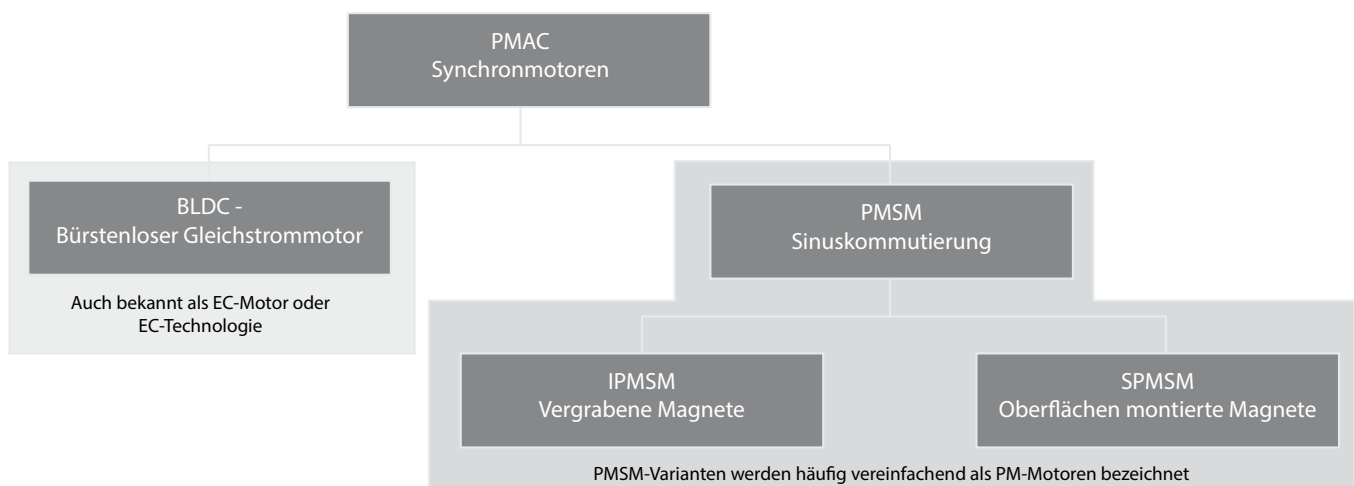 PMAC
Synchronmotoren
BLDC -
Bürstenloser Gleichstrommotor
Auch bekannt als EC-Motor oder
EC-Technologie
PMSM
Sinuskommutierung
IPMSM
Vergrabene Magnete
SPMSM
Oberflächen montierte Magnete
PMSM-Varianten werden häufig vereinfachend als PM-Motoren bezeichnet